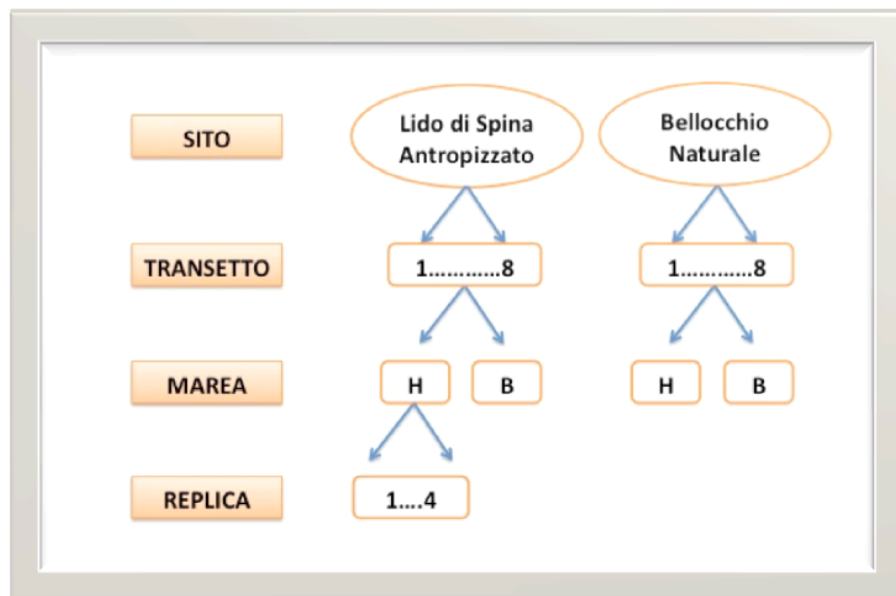 SITO
Lido di Spina
Antropizzato
Bellocchio
Naturale
TRANSETTO
1............8
1............8
MAREA
H
B
H
B
REPLICA
1....4